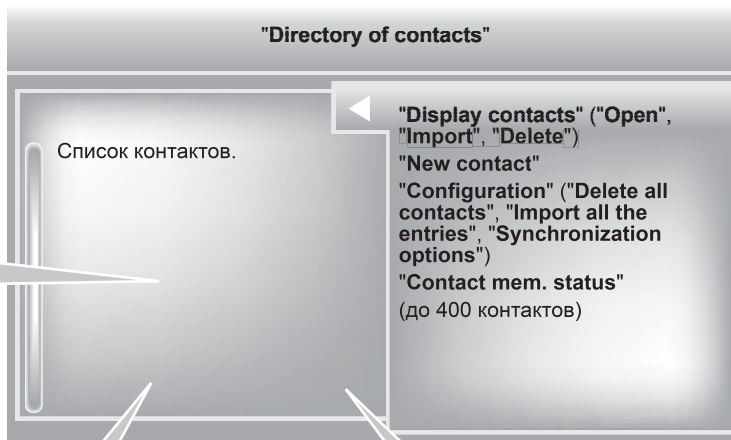 "Directory of contacts"
Список контактов.
"Display contacts" ("Open",
"Import", "Delete")
"New contact"
"Configuration" ("Delete all
contacts", "Import all the
entries", "Synchronization
options")
"Contact mem. status"
(до 400 контактов)